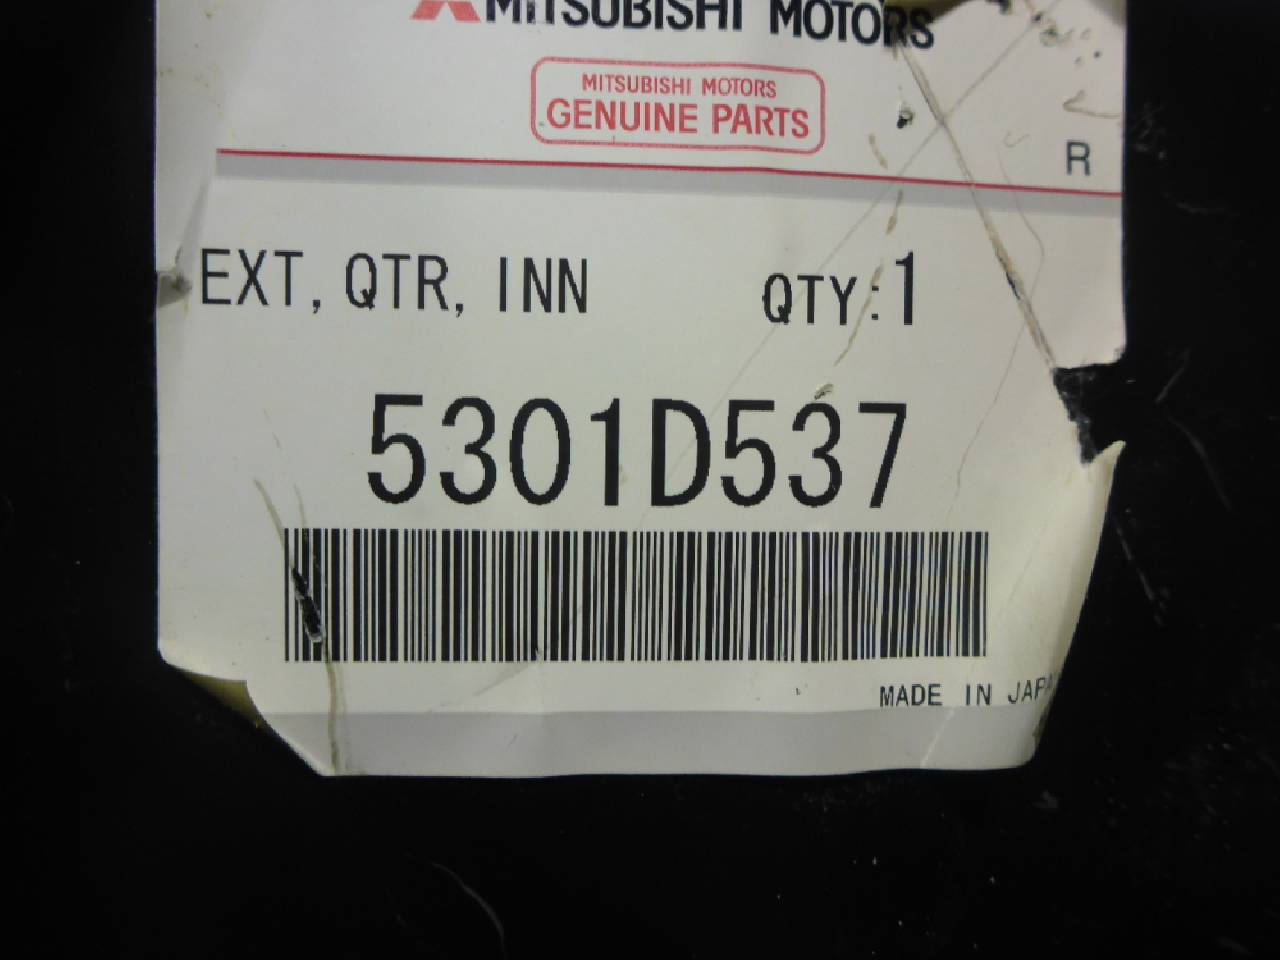 MITSUBISHI MOTORS
MITSUBISHI MOTORS
GENUINE PARTS
R
EXT, QTR, INN QTY:1
5301D537
MADE IN JAPA